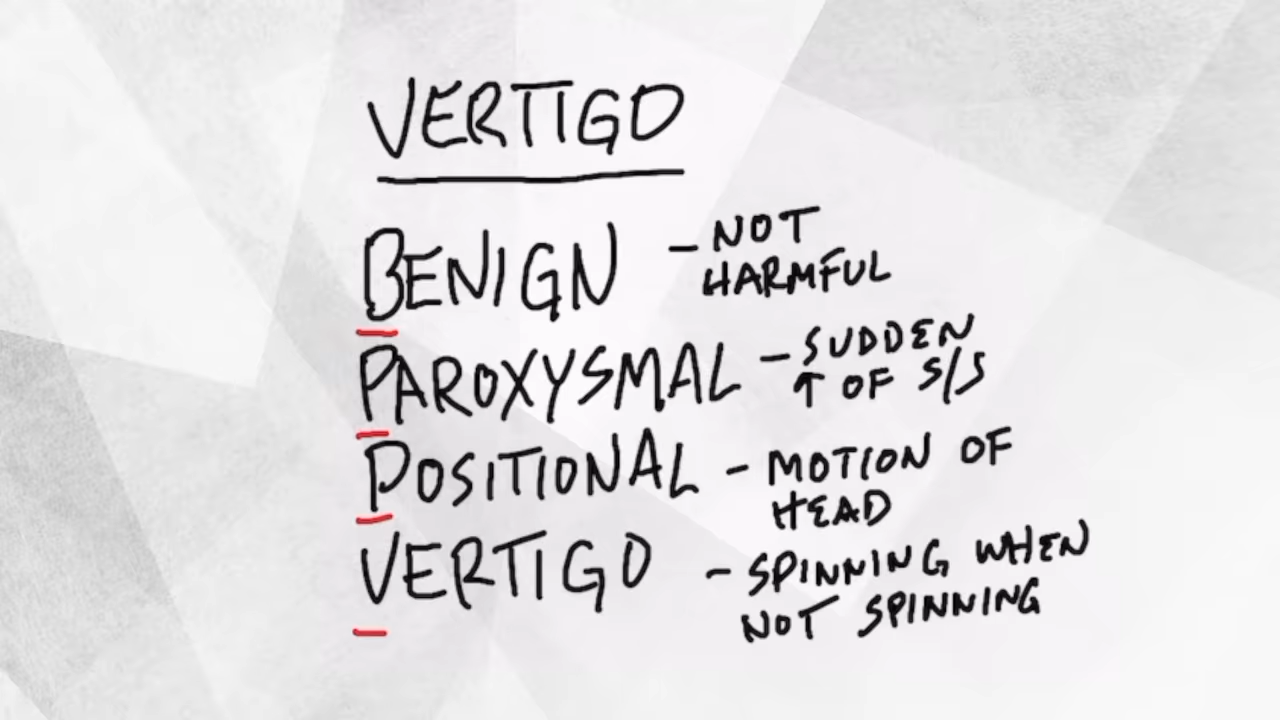 VERTIGO
BENIGN - NOT
HARMFUL
PAROXYSMAL - SUDDEN
↑ OF S/S
POSITIONAL - MOTION OF
HEAD
VERTIGO - SPINNING WHEN
NOT SPINNING